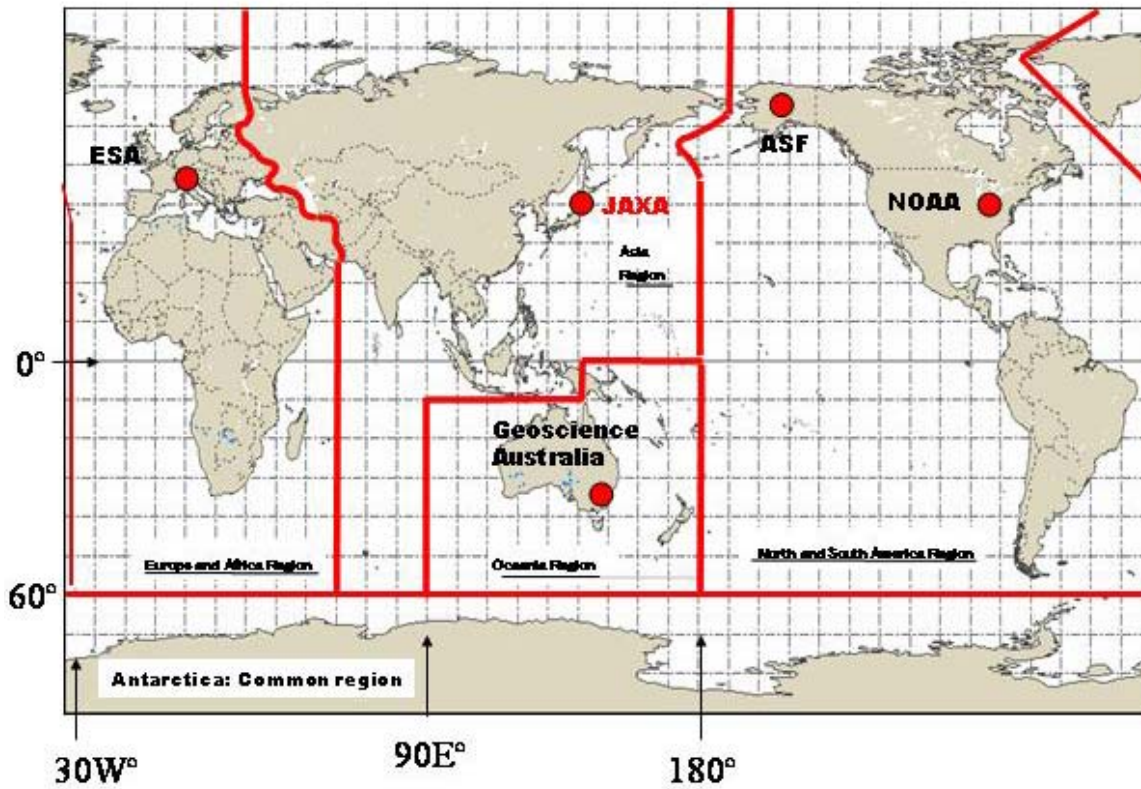 ESA
ASF
JAXA
NOAA
Asia
Region
0°
Geoscience
Australia
Europe and Africa Region
Oceania Region
North and South America Region
60°
Antarctica: Common region
30W°
90E°
180°